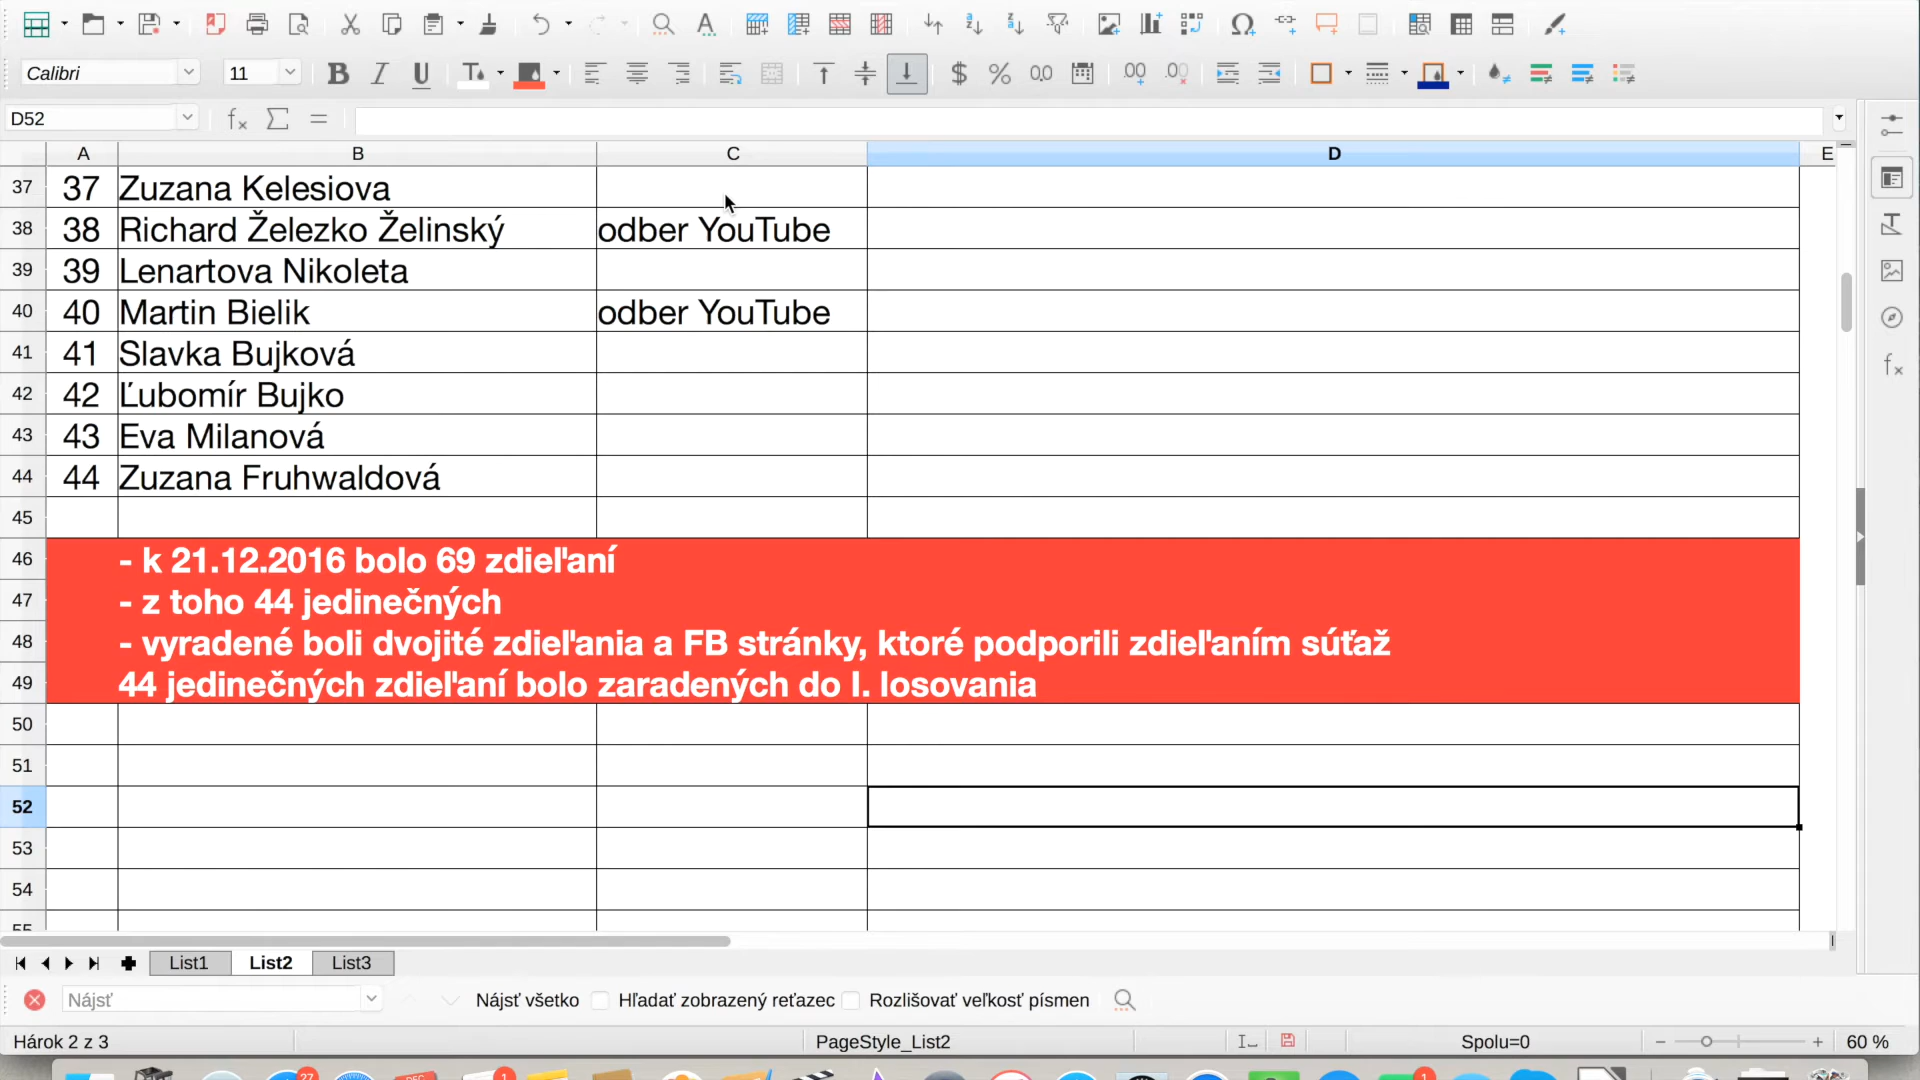 Calibri 11
D52
A B C D E
37 37 Zuzana Kelesiova
38 38 Richard Železko Želinský odber YouTube
39 39 Lenartova Nikoleta
40 40 Martin Bielik odber YouTube
41 41 Slavka Bujková
42 42 Ľubomír Bujko
43 43 Eva Milanová
44 44 Zuzana Fruhwaldová
45
46 - k 21.12.2016 bolo 69 zdieľaní
47 - z toho 44 jedinečných
48 - vyradené boli dvojité zdieľania a FB stránky, ktoré podporili zdieľaním súťaž
49 44 jedinečných zdieľaní bolo zaradených do I. losovania
50
51
52
53
54
55
List1 List2 List3
Nájsť Nájsť všetko Hľadať zobrazený reťazec Rozlišovať veľkosť písmen
Hárok 2 z 3 PageStyle_List2 Spolu=0 60 %
27 DEC 1 1